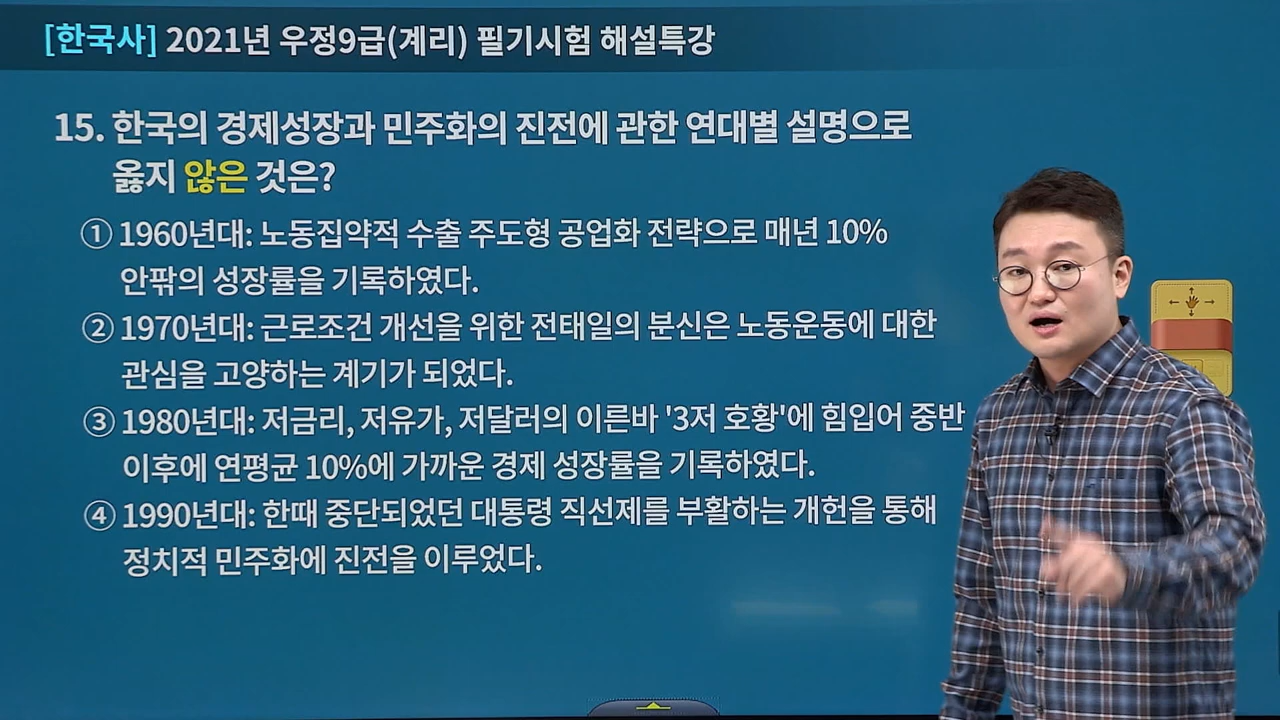 [한국사] 2021년 우정9급(계리) 필기시험 해설특강
15. 한국의 경제성장과 민주화의 진전에 관한 연대별 설명으로
옳지 않은 것은?
① 1960년대: 노동집약적 수출 주도형 공업화 전략으로 매년 10%
안팎의 성장률을 기록하였다.
② 1970년대: 근로조건 개선을 위한 전태일의 분신은 노동운동에 대한
관심을 고양하는 계기가 되었다.
③ 1980년대: 저금리, 저유가, 저달러의 이른바 '3저 호황'에 힘입어 중반
이후에 연평균 10%에 가까운 경제 성장률을 기록하였다.
④ 1990년대: 한때 중단되었던 대통령 직선제를 부활하는 개헌을 통해
정치적 민주화에 진전을 이루었다.